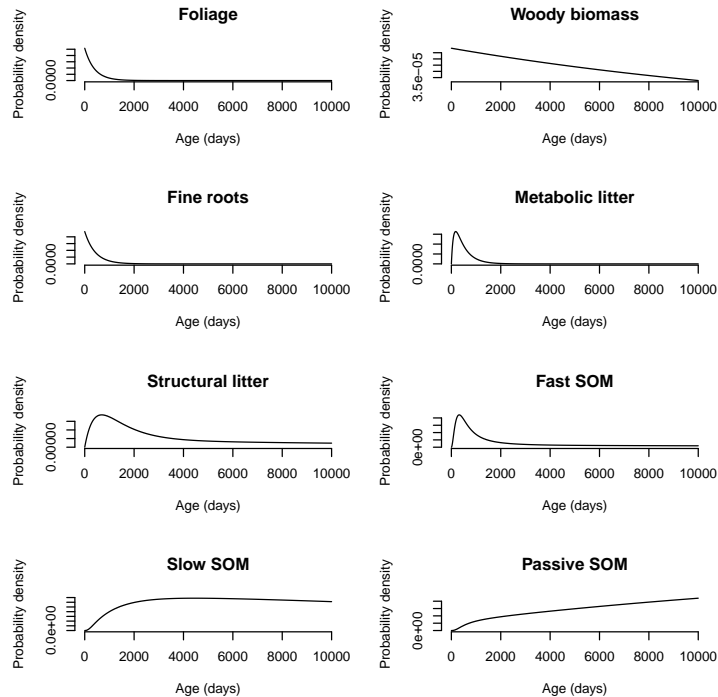 Foliage
Probability density
0.0000
0 2000 4000 6000 8000 10000
Age (days)
Woody biomass
Probability density
3.5e−05
0 2000 4000 6000 8000 10000
Age (days)
Fine roots
Probability density
0.0000
0 2000 4000 6000 8000 10000
Age (days)
Metabolic litter
Probability density
0.0000
0 2000 4000 6000 8000 10000
Age (days)
Structural litter
Probability density
0.00000
0 2000 4000 6000 8000 10000
Age (days)
Fast SOM
Probability density
0e+00
0 2000 4000 6000 8000 10000
Age (days)
Slow SOM
Probability density
0.0e+00
0 2000 4000 6000 8000 10000
Age (days)
Passive SOM
Probability density
0e+00
0 2000 4000 6000 8000 10000
Age (days)